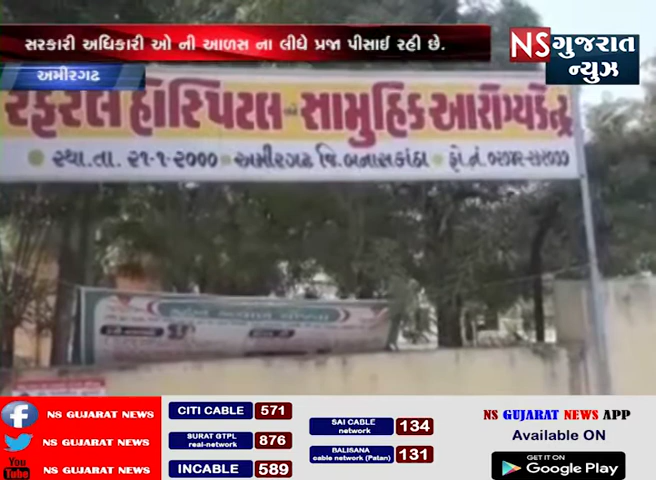 સરકારી અધિકારી ઓ ની આળસ ના લીધે પ્રજા પીસાઈ રહી છે.
NS ગુજરાત
ન્યુઝ
અમીરગઢ
રેફરલ હોસ્પિટલ સામુહિક આરોગ્ય કેન્દ્ર
સ્થા.તા. ૨૧-૧-૨૦૦૦ અમીરગઢ જિ.બનાસકાંઠા ફો.નં.
NS GUJARAT NEWS
NS GUJARAT NEWS
You Tube NS GUJARAT NEWS
CITI CABLE 571
SURAT GTPL real-network 876
INCABLE 589
SAI CABLE network 134
BALISANA cable network (Patan) 131
NS GUJARAT NEWS APP
Available ON
GET IT ON
Google Play